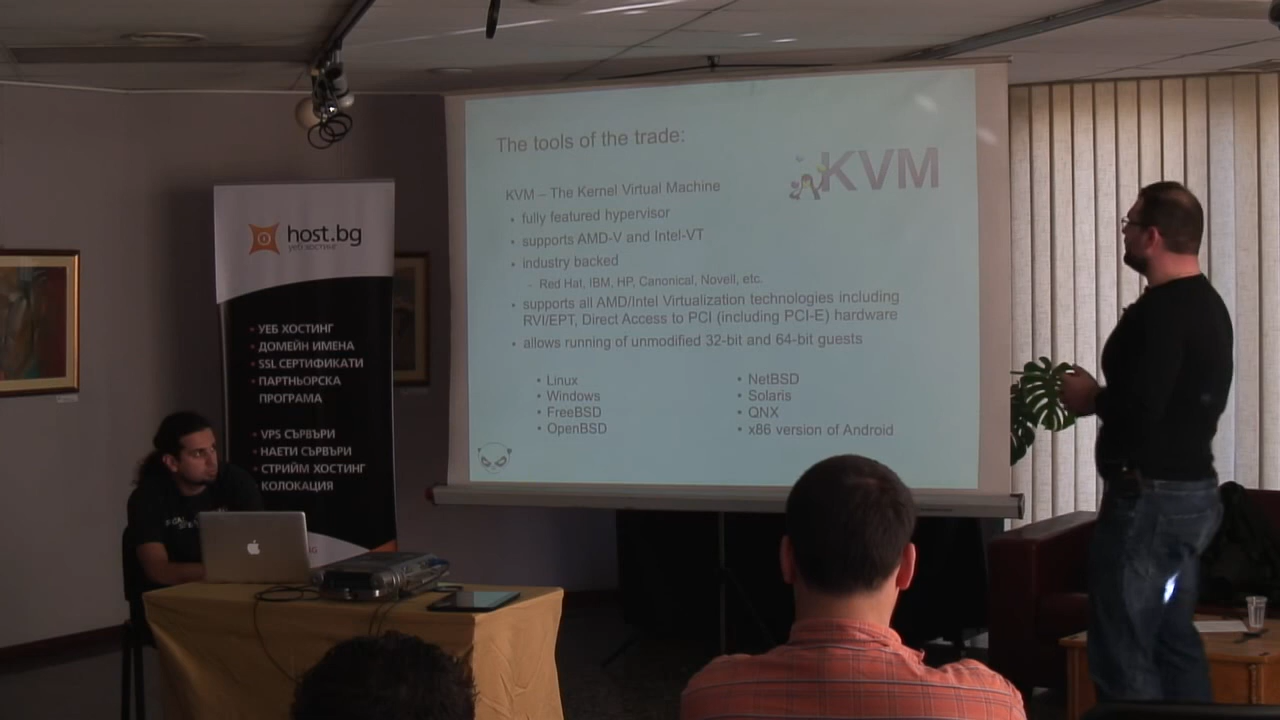 The tools of the trade:
KVM
KVM – The Kernel Virtual Machine
• fully featured hypervisor
• supports AMD-V and Intel-VT
• industry backed
- Red Hat, IBM, HP, Canonical, Novell, etc.
• supports all AMD/Intel Virtualization technologies including
RVI/EPT, Direct Access to PCI (including PCI-E) hardware
• allows running of unmodified 32-bit and 64-bit guests
• Linux
• Windows
• FreeBSD
• OpenBSD
• NetBSD
• Solaris
• QNX
• x86 version of Android
host.bg
уеб хостинг
• УЕБ ХОСТИНГ
• ДОМЕЙН ИМЕНА
• SSL СЕРТИФИКАТИ
• ПАРТНЬОРСКА
ПРОГРАМА
• VPS СЪРВЪРИ
• НАЕТИ СЪРВЪРИ
• СТРИЙМ ХОСТИНГ
• КОЛОКАЦИЯ